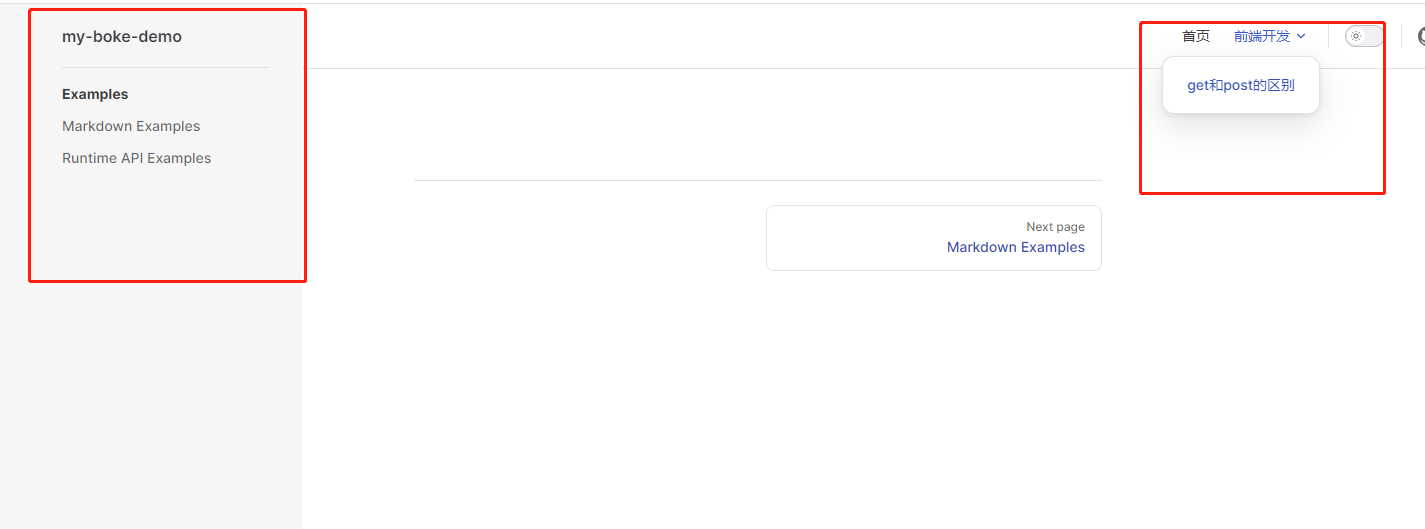 my-boke-demo
首页 前端开发
get和post的区别
Examples
Markdown Examples
Runtime API Examples
Next page
Markdown Examples